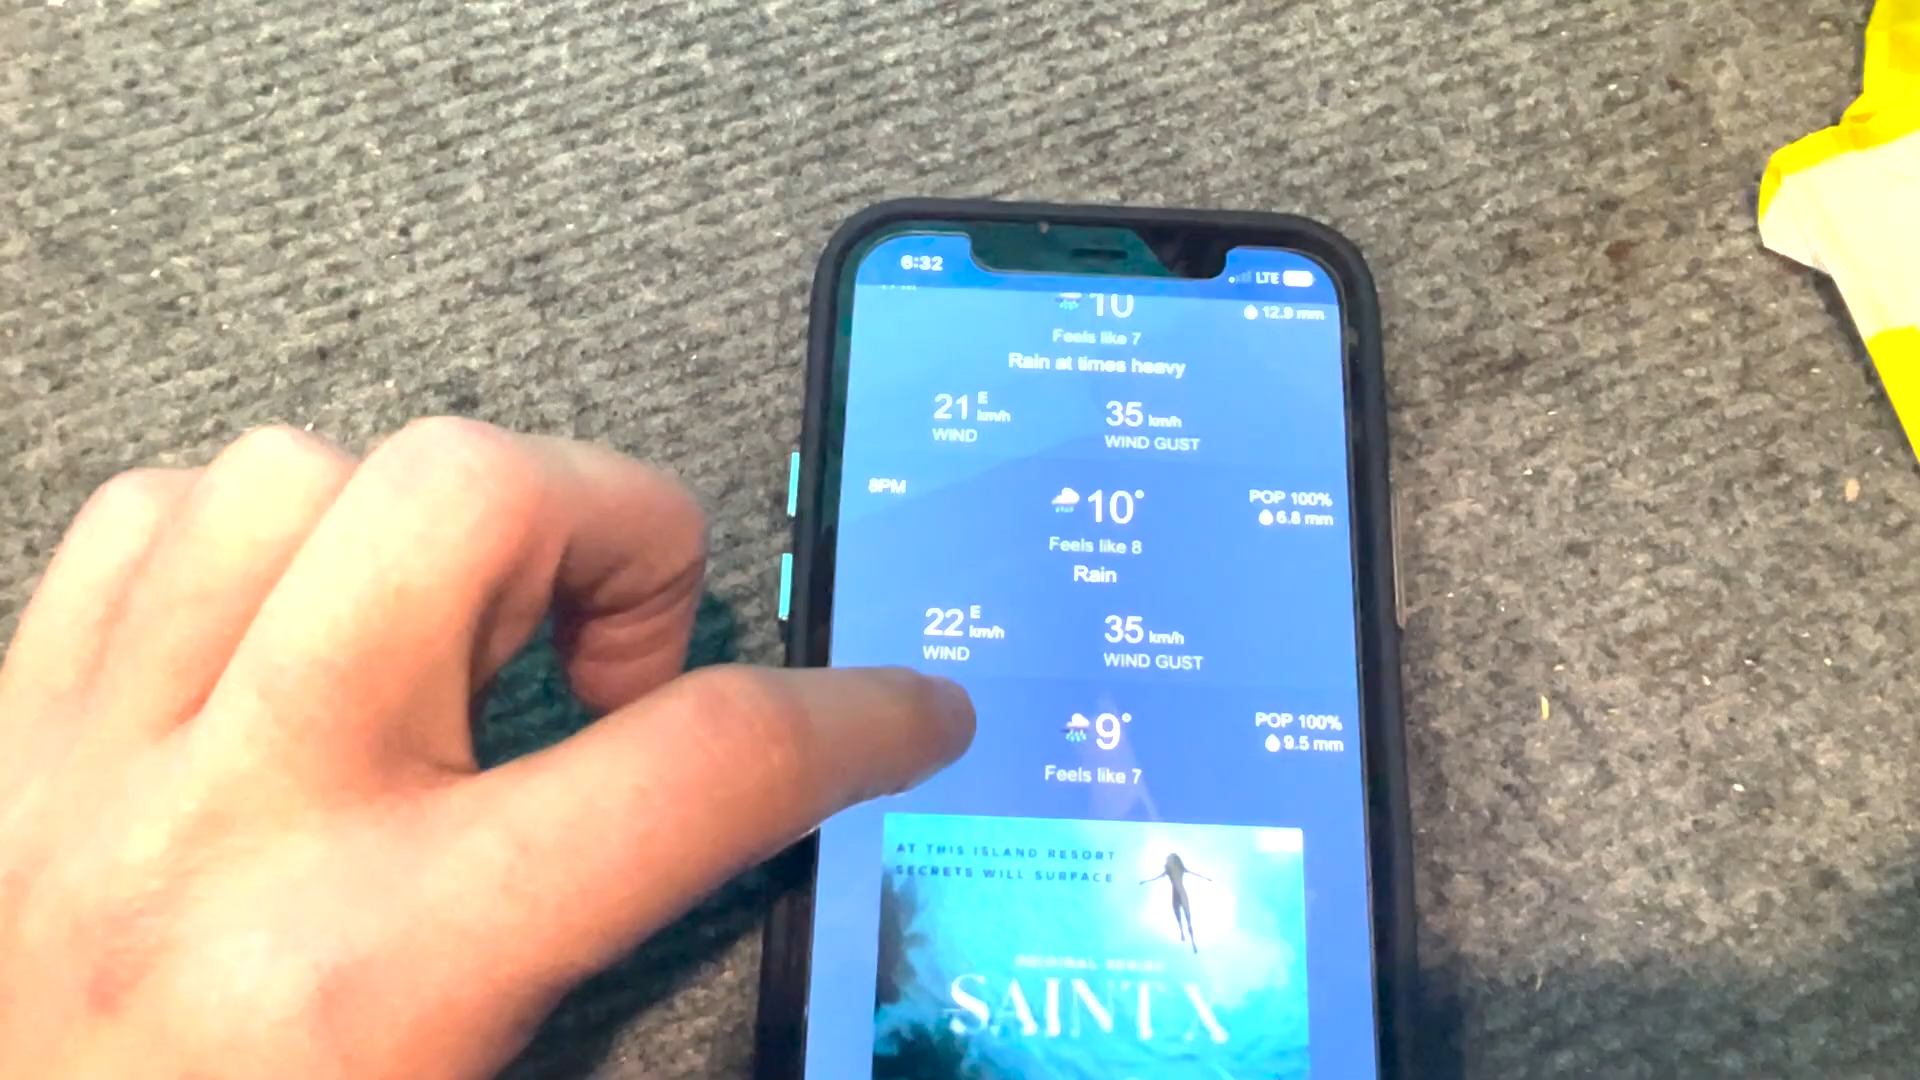 6:32
LTE
10
12.9 mm
Feels like 7
Rain at times heavy
21 E km/h
WIND
35 km/h
WIND GUST
8PM
10°
POP 100%
6.8 mm
Feels like 8
Rain
22 E km/h
WIND
35 km/h
WIND GUST
9°
POP 100%
9.5 mm
Feels like 7
AT THIS ISLAND RESORT
SECRETS WILL SURFACE
ORIGINAL SERIES
SAINT X